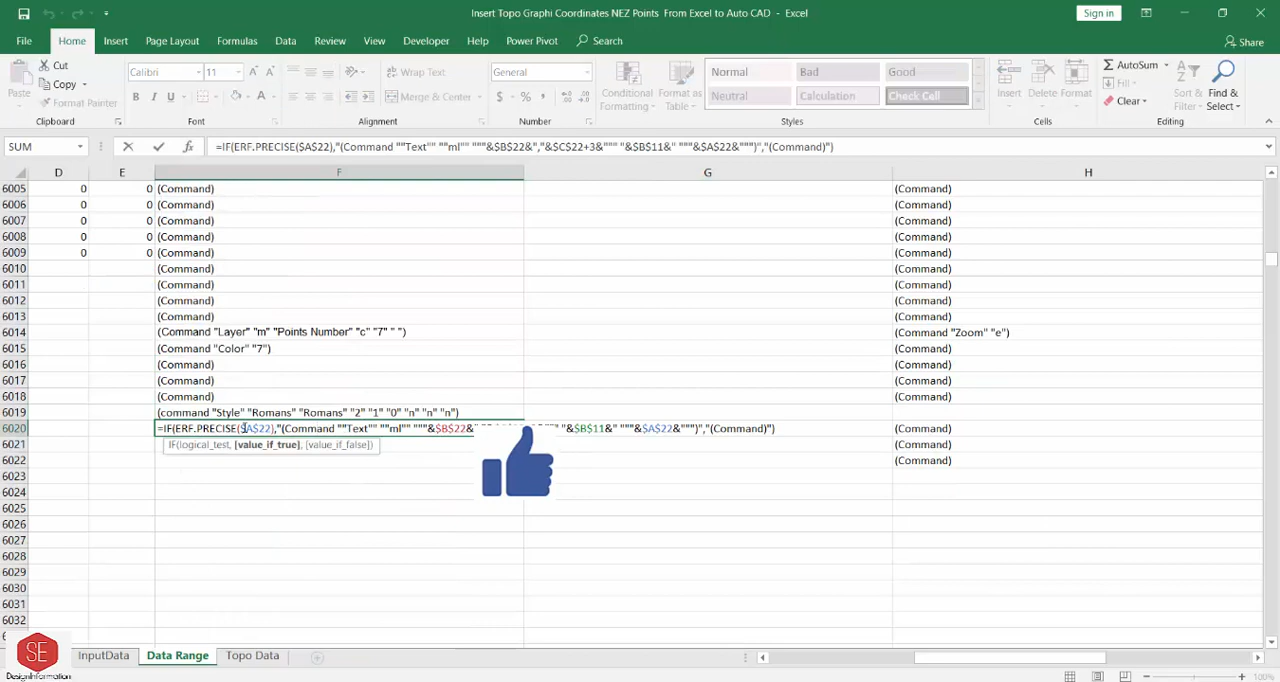 Insert Topo Graphi Coordinates NEZ Points From Excel to Auto CAD - Excel
Sign in
File Home Insert Page Layout Formulas Data Review View Developer Help Power Pivot Search Share
Cut
Copy
Format Painter
Paste
Calibri 11
B I U
Wrap Text
Merge & Center
General
$ % ,
Conditional Formatting
Format as Table
Normal Bad Good
Neutral Calculation Check Cell
Insert Delete Format
AutoSum
Fill
Clear
Sort & Filter
Find & Select
Clipboard Font Alignment Number Styles Cells Editing
SUM
=IF(ERF.PRECISE($A$22),"(Command ""Text"" ""ml"" """&$B$22&","&$C$22+3&""" "&$B$11&" """&$A$22&""")","(Command)")
D E F G H
6005 0 0 (Command) (Command)
6006 0 0 (Command) (Command)
6007 0 0 (Command) (Command)
6008 0 0 (Command) (Command)
6009 0 0 (Command) (Command)
6010 (Command) (Command)
6011 (Command) (Command)
6012 (Command) (Command)
6013 (Command) (Command)
6014 (Command "Layer" "m" "Points Number" "c" "7" " ") (Command "Zoom" "e")
6015 (Command "Color" "7") (Command)
6016 (Command) (Command)
6017 (Command) (Command)
6018 (Command) (Command)
6019 (command "Style" "Romans" "Romans" "2" "1" "0" "n" "n" "n")
6020 =IF(ERF.PRECISE($A$22),"(Command ""Text"" ""ml"" """&$B$22& "&$B$11&" """&$A$22&""")","(Command)") (Command)
6021 IF(logical_test, [value_if_true], [value_if_false]) (Command)
6022 (Command)
6023
6024
6025
6026
6027
6028
6029
6030
6031
6032
SE
DesignInformation
InputData Data Range Topo Data
100%